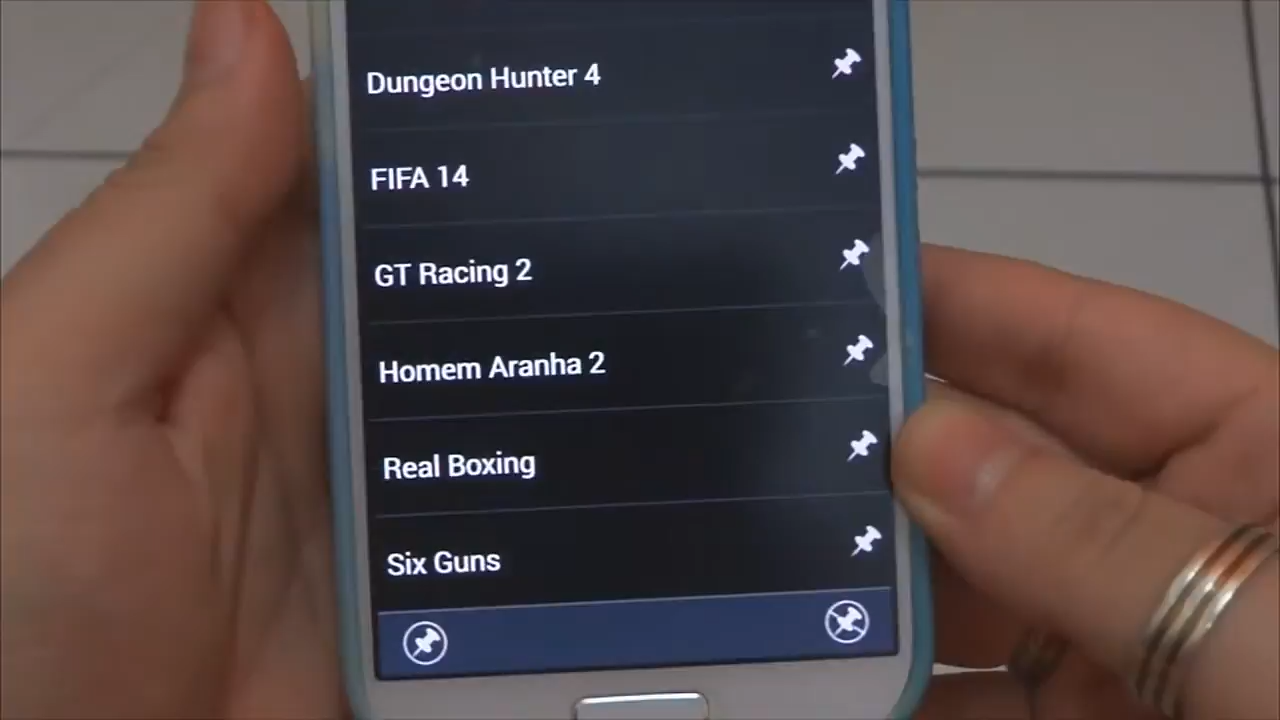 Dungeon Hunter 4
FIFA 14
GT Racing 2
Homem Aranha 2
Real Boxing
Six Guns